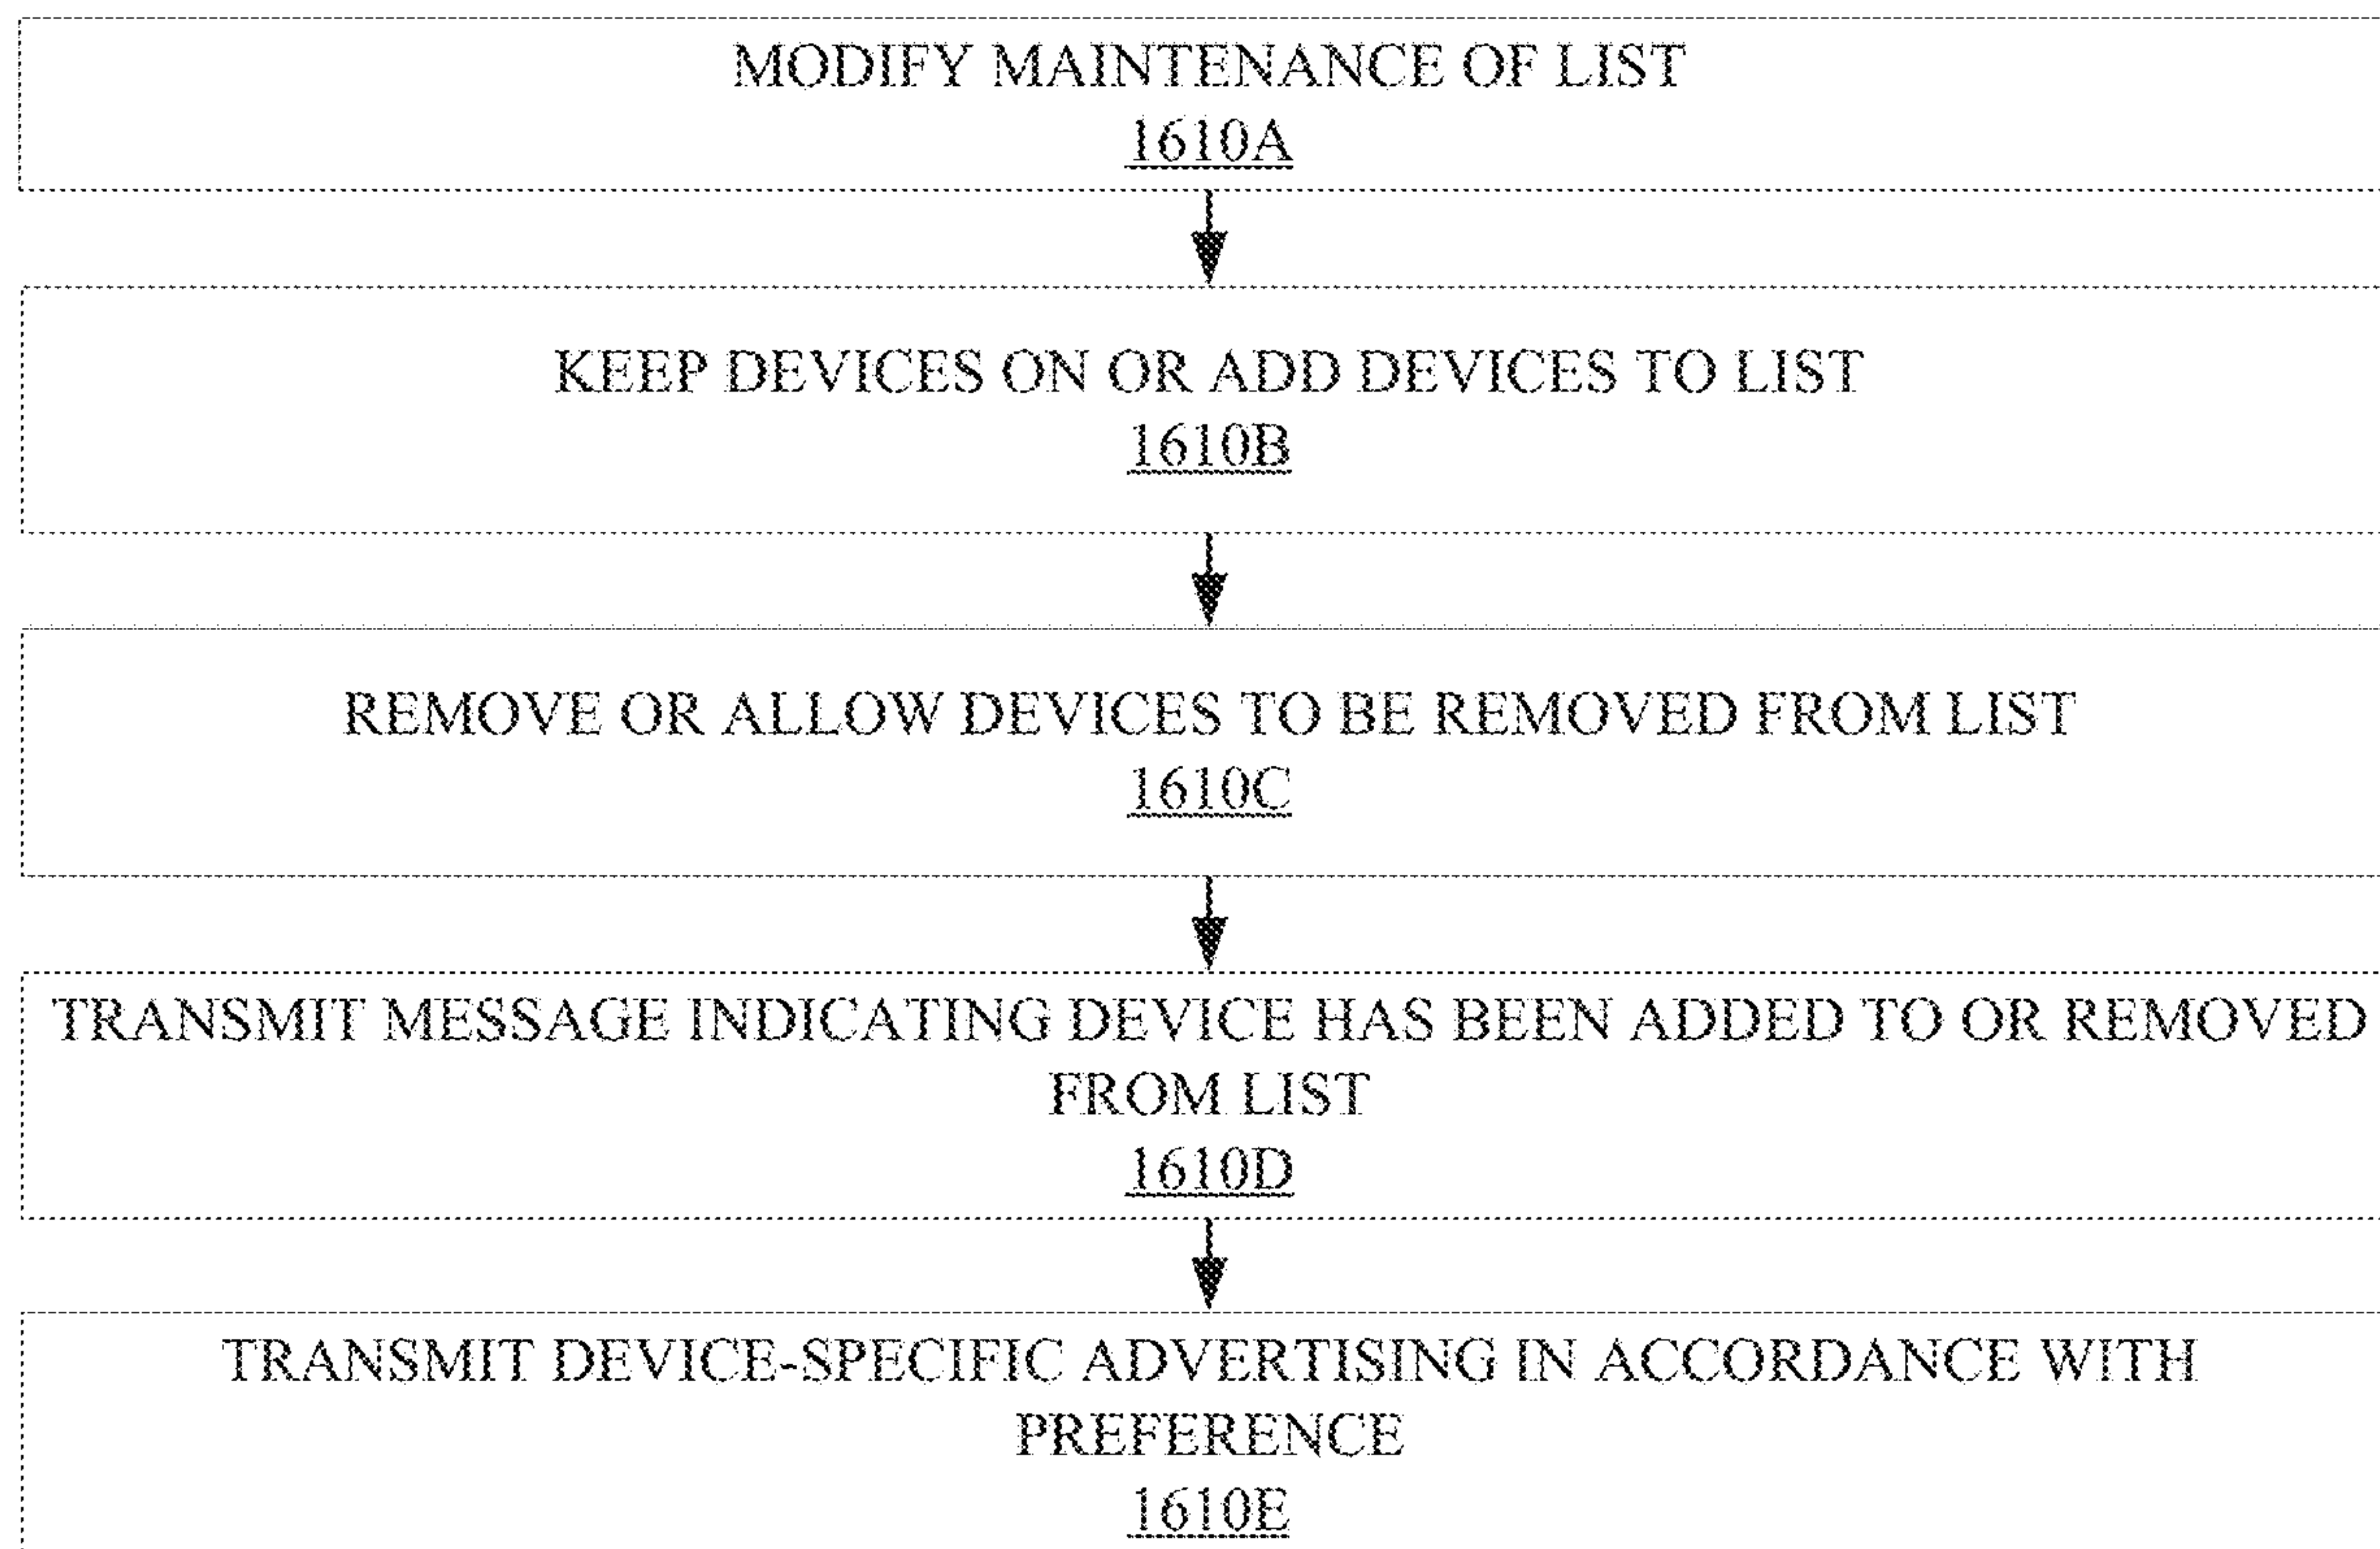 MODIFY MAINTENANCE OF LIST
1610A
KEEP DEVICES ON OR ADD DEVICES TO LIST
1610B
REMOVE OR ALLOW DEVICES TO BE REMOVED FROM LIST
1610C
TRANSMIT MESSAGE INDICATING DEVICE HAS BEEN ADDED TO OR REMOVED
FROM LIST
1610D
TRANSMIT DEVICE-SPECIFIC ADVERTISING IN ACCORDANCE WITH
PREFERENCE
1610E